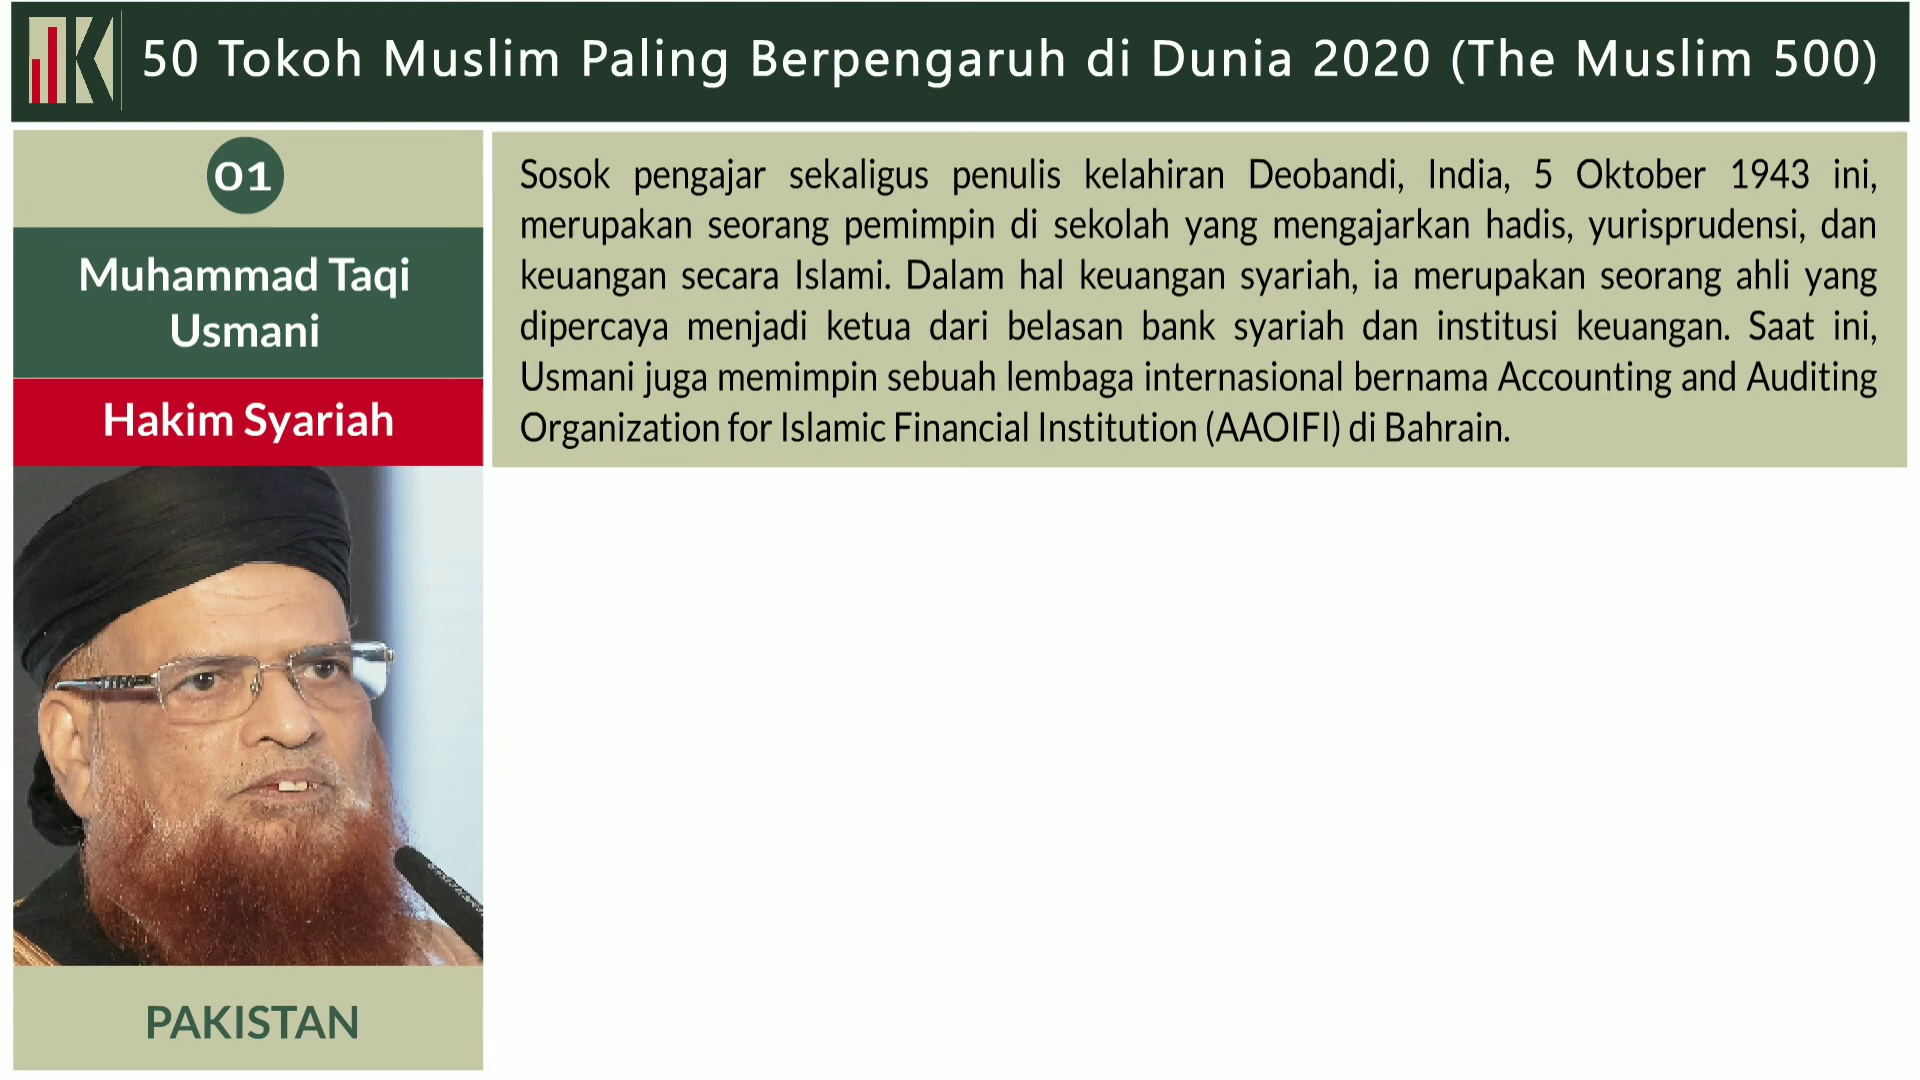 50 Tokoh Muslim Paling Berpengaruh di Dunia 2020 (The Muslim 500)
01
Muhammad Taqi
Usmani
Hakim Syariah
PAKISTAN
Sosok pengajar sekaligus penulis kelahiran Deobandi, India, 5 Oktober 1943 ini,
merupakan seorang pemimpin di sekolah yang mengajarkan hadis, yurisprudensi, dan
keuangan secara Islami. Dalam hal keuangan syariah, ia merupakan seorang ahli yang
dipercaya menjadi ketua dari belasan bank syariah dan institusi keuangan. Saat ini,
Usmani juga memimpin sebuah lembaga internasional bernama Accounting and Auditing
Organization for Islamic Financial Institution (AAOIFI) di Bahrain.